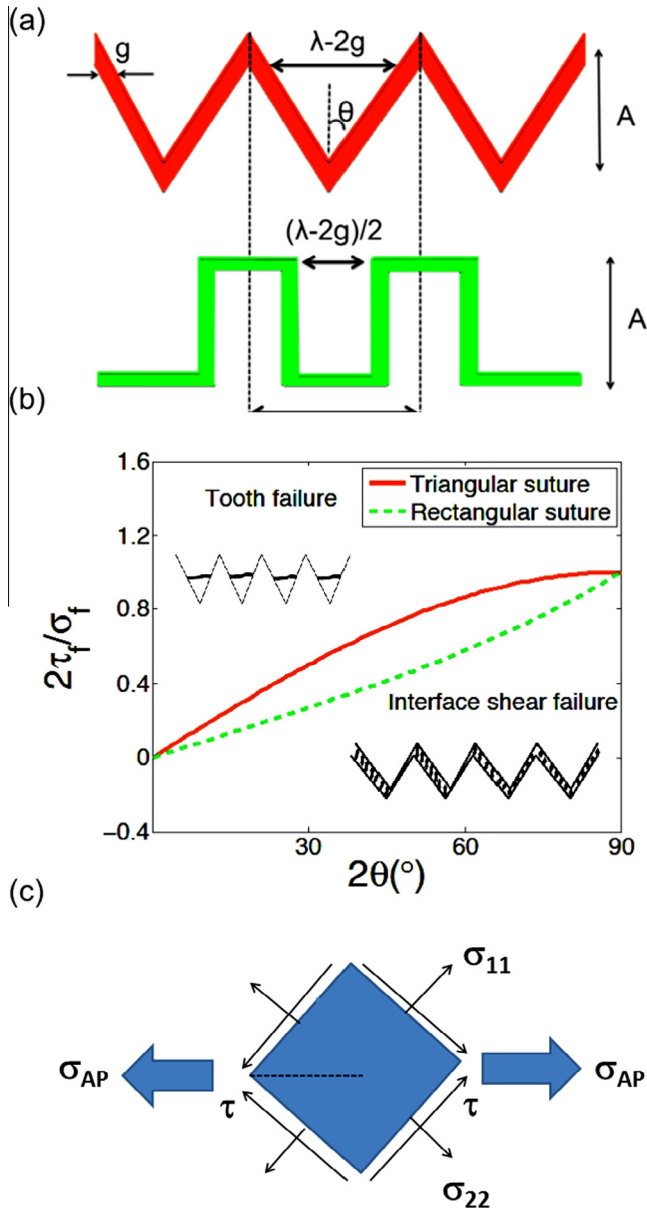 (a)
g
λ-2g
θ
A
(λ-2g)/2
A
(b)
1.6
1.2
0.8
0.4
0
−0.4
2τf/σf
Tooth failure
Triangular suture
Rectangular suture
Interface shear failure
30
60
90
2θ(°)
(c)
σ11
σAP
σAP
τ
τ
σ22